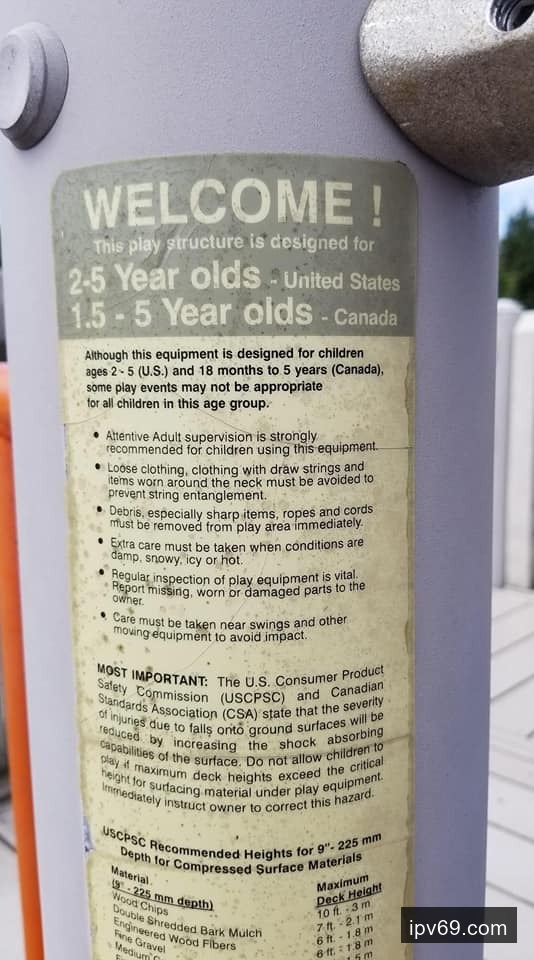 WELCOME !
This play structure is designed for
2-5 Year olds - United States
1.5 - 5 Year olds - Canada
Although this equipment is designed for children
ages 2 - 5 (U.S.) and 18 months to 5 years (Canada),
some play events may not be appropriate
for all children in this age group.
• Attentive Adult supervision is strongly
recommended for children using this equipment.
• Loose clothing, clothing with draw strings and
items worn around the neck must be avoided to
prevent string entanglement.
• Debris, especially sharp items, ropes and cords
must be removed from play area immediately.
• Extra care must be taken when conditions are
damp, snowy, icy or hot.
• Regular inspection of play equipment is vital.
Report missing, worn or damaged parts to the
owner.
• Care must be taken near swings and other
moving equipment to avoid impact.
MOST IMPORTANT: The U.S. Consumer Product
Safety Commission (USCPSC) and Canadian
Standards Association (CSA) state that the severity
of injuries due to falls onto ground surfaces will be
reduced by increasing the shock absorbing
capabilities of the surface. Do not allow children to
play if maximum deck heights exceed the critical
height for surfacing material under play equipment.
Immediately instruct owner to correct this hazard.
USCPSC Recommended Heights for 9"- 225 mm
Depth for Compressed Surface Materials
Material Maximum
(9" - 225 mm depth) Deck Height
Wood Chips 10 ft. - 3 m
Double Shredded Bark Mulch 7 ft. - 2.1 m
Engineered Wood Fibers 6 ft. - 1.8 m
Fine Gravel 6 ft. - 1.8 m
Medium
ipv69.com